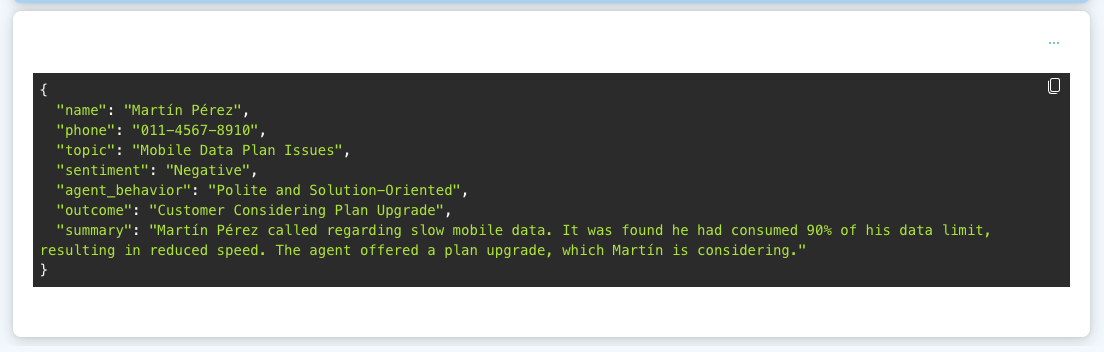 ...
{
  "name": "Martín Pérez",
  "phone": "011-4567-8910",
  "topic": "Mobile Data Plan Issues",
  "sentiment": "Negative",
  "agent_behavior": "Polite and Solution-Oriented",
  "outcome": "Customer Considering Plan Upgrade",
  "summary": "Martín Pérez called regarding slow mobile data. It was found he had consumed 90% of his data limit,
resulting in reduced speed. The agent offered a plan upgrade, which Martín is considering."
}